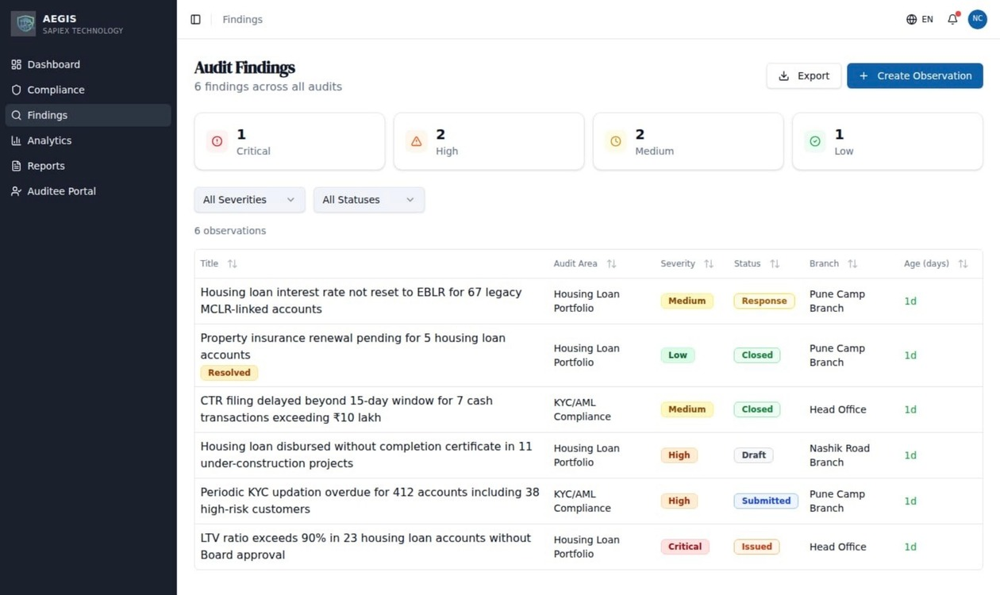 AEGIS
SAPIEX TECHNOLOGY
Dashboard
Compliance
Findings
Analytics
Reports
Auditee Portal
Findings
EN
NC
Audit Findings
6 findings across all audits
Export
Create Observation
1
Critical
2
High
2
Medium
1
Low
All Severities
All Statuses
6 observations
Title Audit Area Severity Status Branch Age (days)
Housing loan interest rate not reset to EBLR for 67 legacy
MCLR-linked accounts
Housing Loan
Portfolio
Medium
Response
Pune Camp
Branch
1d
Property insurance renewal pending for 5 housing loan
accounts
Resolved
Housing Loan
Portfolio
Low
Closed
Pune Camp
Branch
1d
CTR filing delayed beyond 15-day window for 7 cash
transactions exceeding ₹10 lakh
KYC/AML
Compliance
Medium
Closed
Head Office
1d
Housing loan disbursed without completion certificate in 11
under-construction projects
Housing Loan
Portfolio
High
Draft
Nashik Road
Branch
1d
Periodic KYC updation overdue for 412 accounts including 38
high-risk customers
KYC/AML
Compliance
High
Submitted
Pune Camp
Branch
1d
LTV ratio exceeds 90% in 23 housing loan accounts without
Board approval
Housing Loan
Portfolio
Critical
Issued
Head Office
1d